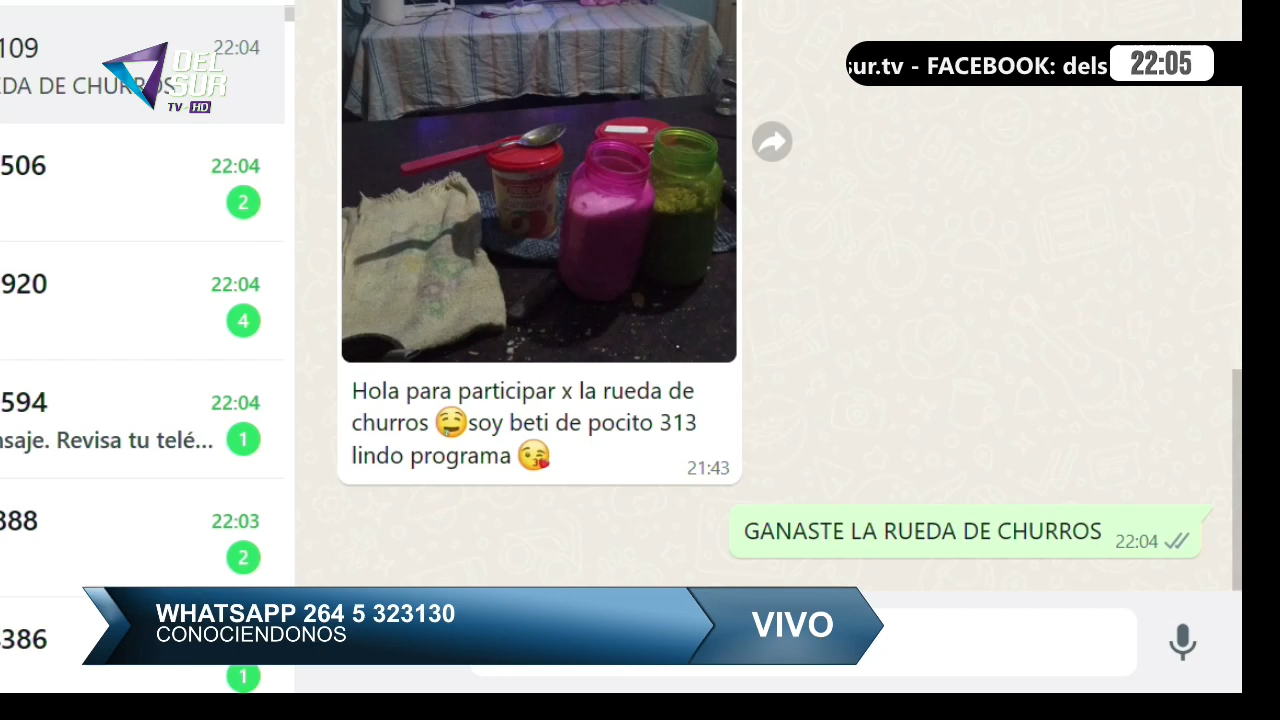 109
22:04
EDA DE CHURROS
DEL
SUR
TV HD
sur.tv - FACEBOOK: dels
22:05
506
22:04
2
920
22:04
4
594
22:04
nsaje. Revisa tu telé...
1
388
22:03
2
386
1
Hola para participar x la rueda de
churros 🤤soy beti de pocito 313
lindo programa 😘
21:43
GANASTE LA RUEDA DE CHURROS
22:04
WHATSAPP 264 5 323130
CONOCIENDONOS
VIVO